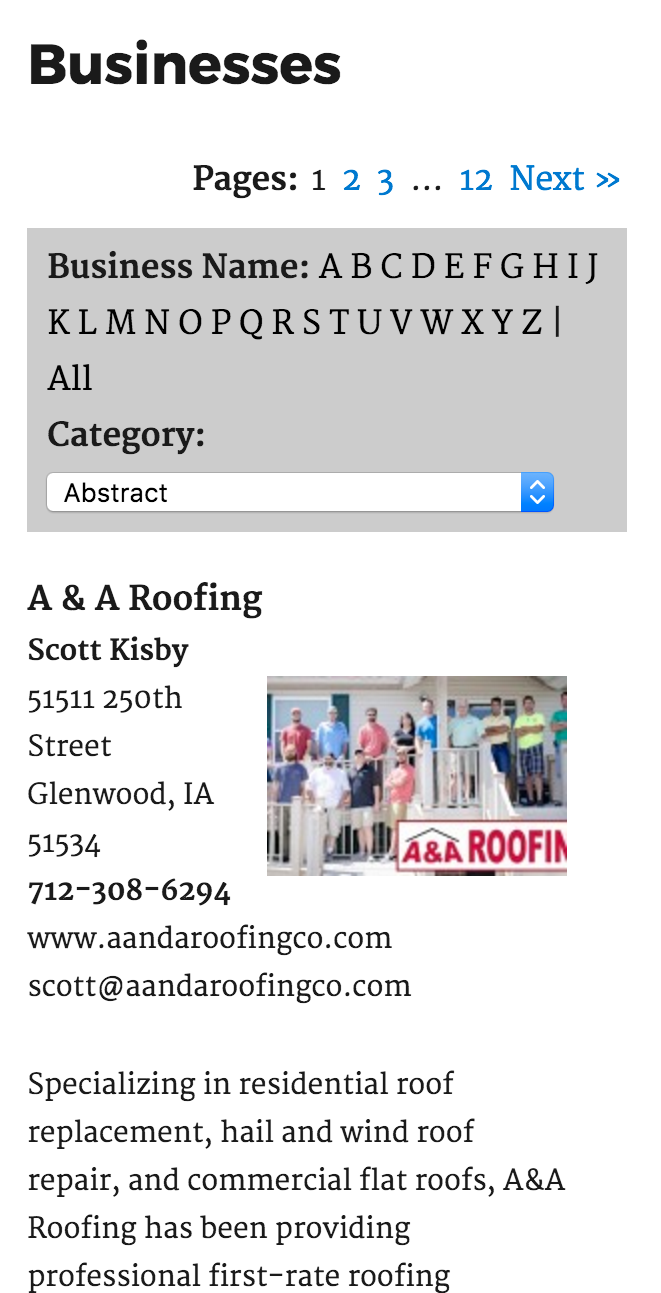 Businesses
Pages: 1 2 3 … 12 Next »
Business Name: A B C D E F G H I J
K L M N O P Q R S T U V W X Y Z |
All
Category:
Abstract
A & A Roofing
Scott Kisby
51511 250th
Street
Glenwood, IA
51534
A&A ROOFIN
712-308-6294
www.aandaroofingco.com
scott@aandaroofingco.com
Specializing in residential roof
replacement, hail and wind roof
repair, and commercial flat roofs, A&A
Roofing has been providing
professional first-rate roofing